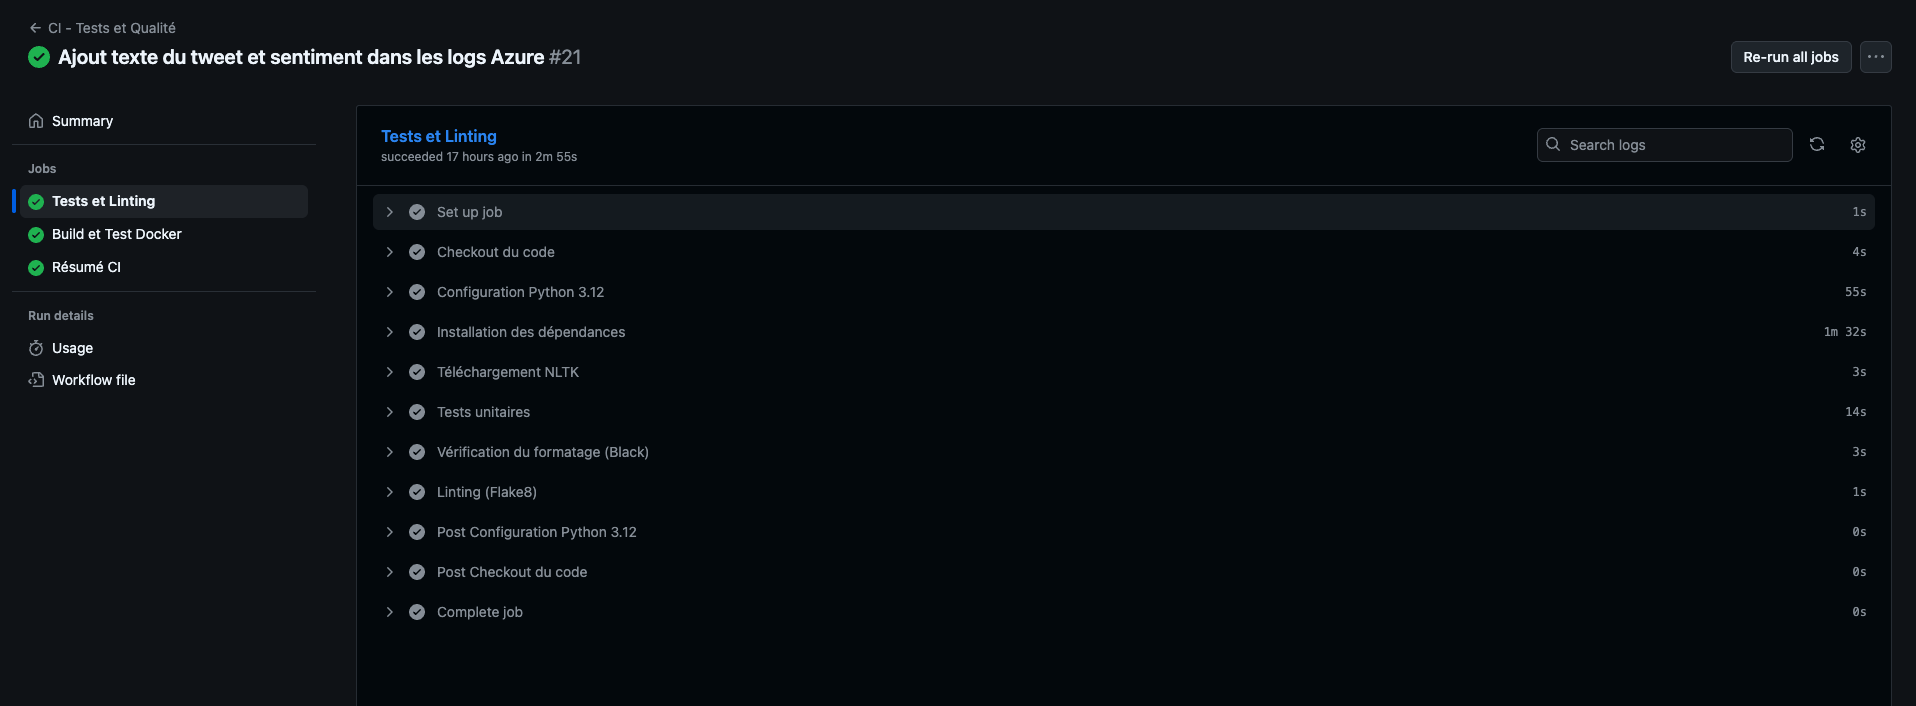 CI - Tests et Qualité
Ajout texte du tweet et sentiment dans les logs Azure #21
Re-run all jobs
Summary
Jobs
Tests et Linting
Build et Test Docker
Résumé CI
Run details
Usage
Workflow file
Tests et Linting
succeeded 17 hours ago in 2m 55s
Search logs
Set up job 1s
Checkout du code 4s
Configuration Python 3.12 55s
Installation des dépendances 1m 32s
Téléchargement NLTK 3s
Tests unitaires 14s
Vérification du formatage (Black) 3s
Linting (Flake8) 1s
Post Configuration Python 3.12 0s
Post Checkout du code 0s
Complete job 0s